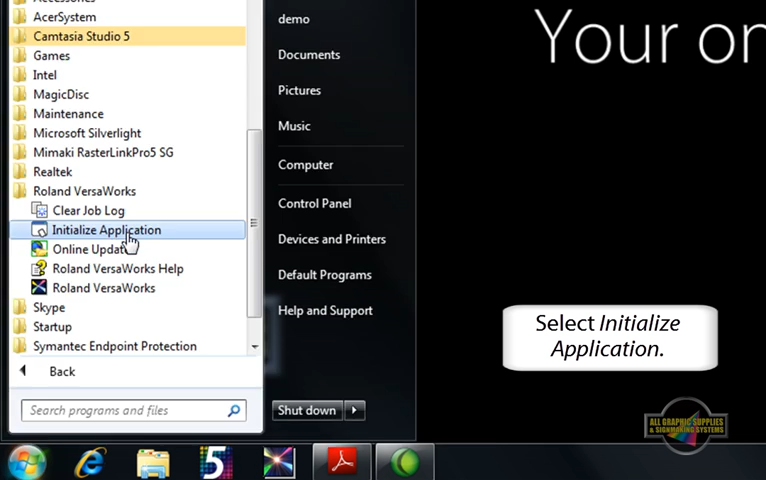 Accessories
AcerSystem
Camtasia Studio 5
Games
Intel
MagicDisc
Maintenance
Microsoft Silverlight
Mimaki RasterLinkPro5 SG
Realtek
Roland VersaWorks
Clear Job Log
Initialize Application
Online Update
Roland VersaWorks Help
Roland VersaWorks
Skype
Startup
Symantec Endpoint Protection
Back
Search programs and files
demo
Documents
Pictures
Music
Computer
Control Panel
Devices and Printers
Default Programs
Help and Support
Shut down
Your on
Select Initialize
Application.
ALL GRAPHIC SUPPLIES
& SIGNMAKING SYSTEMS
5